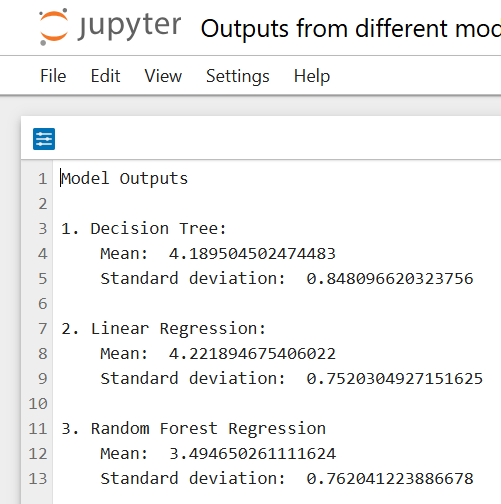 jupyter Outputs from different mod
File Edit View Settings Help
1 Model Outputs
2
3 1. Decision Tree:
4 Mean: 4.189504502474483
5 Standard deviation: 0.848096620323756
6
7 2. Linear Regression:
8 Mean: 4.221894675406022
9 Standard deviation: 0.7520304927151625
10
11 3. Random Forest Regression
12 Mean: 3.494650261111624
13 Standard deviation: 0.762041223886678